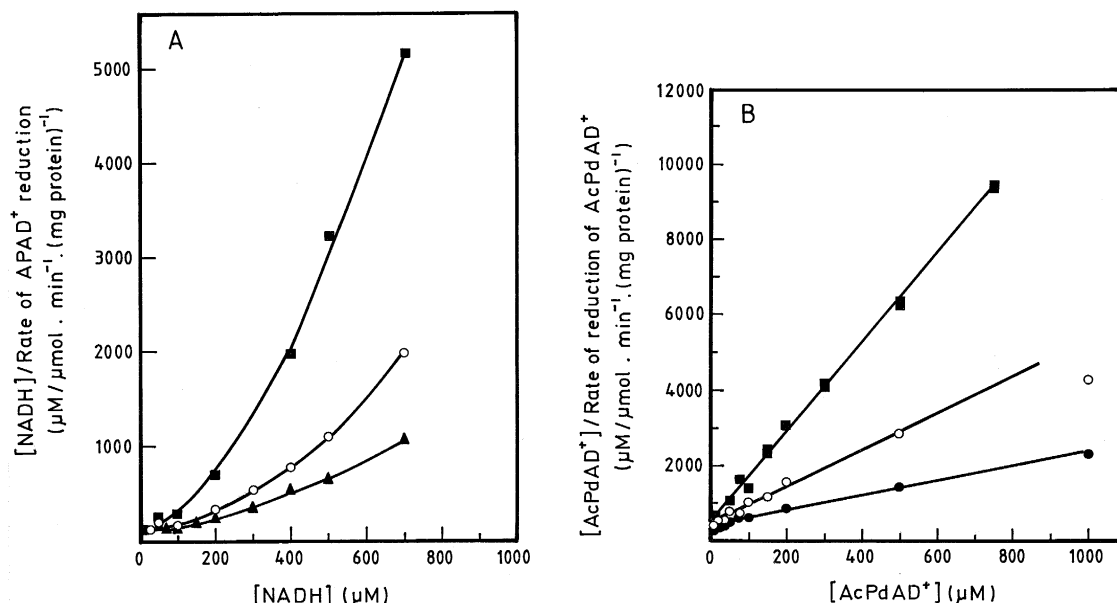 A
[NADH]/Rate of APAD⁺ reduction
(µM/µmol . min⁻¹. (mg protein)⁻¹)
5000
4000
3000
2000
1000
0 200 400 600 800 1000
[NADH] (µM)
B
[AcPdAD⁺]/Rate of reduction of AcPdAD⁺
(µM/µmol . min⁻¹. (mg protein)⁻¹)
12000
10000
8000
6000
4000
2000
0 200 400 600 800 1000
[AcPdAD⁺] (µM)